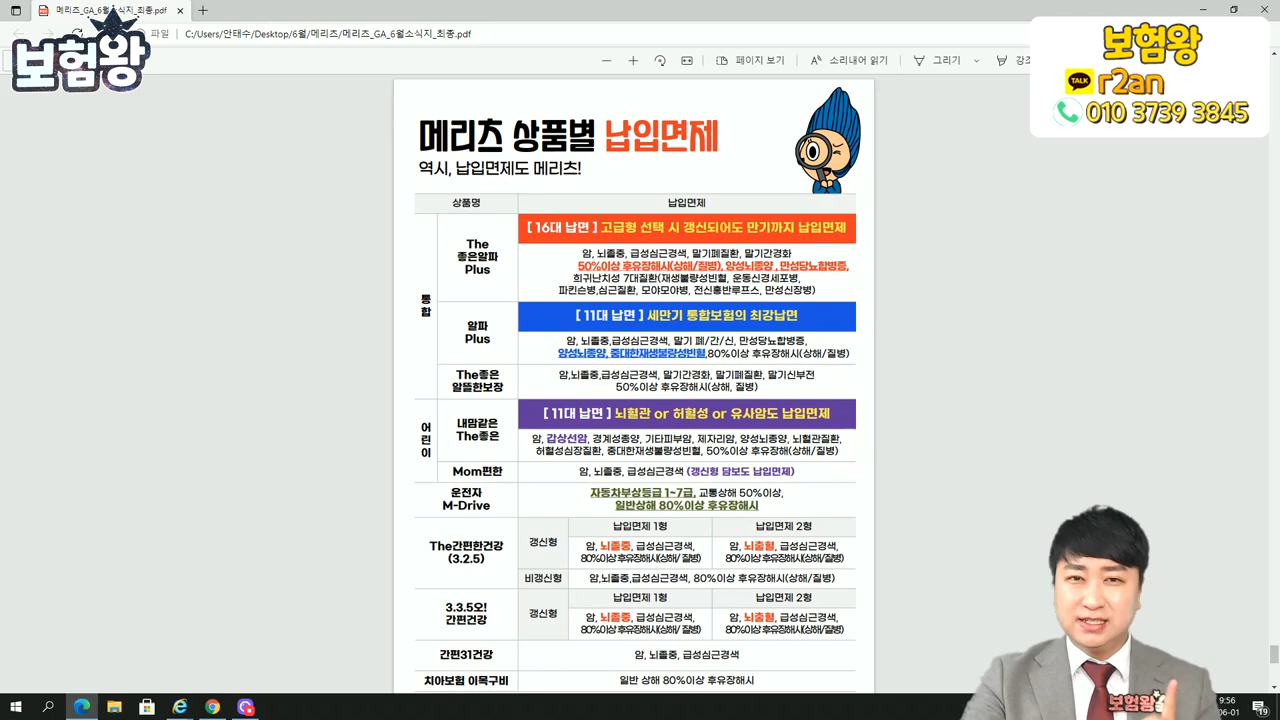 메리츠_GA_6월소식지_최종.pdf
파일
C:/Users/안태수/Desktop/6월/메리츠/메리츠_GA_6월소식지_최종.pdf
페이지 보기
소리내어 읽기
그리기
강조
보험왕
보험왕
TALK r2an
010 3739 3845
메리츠 상품별 납입면제
역시, 납입면제도 메리츠!
상품명 납입면제
통합
The 좋은알파 Plus
[ 16대 납면 ] 고급형 선택 시 갱신되어도 만기까지 납입면제
암, 뇌졸중, 급성심근경색, 말기폐질환, 말기간경화
50%이상 후유장해시(상해/질병), 양성뇌종양 , 만성당뇨합병증,
희귀난치성 7대질환(재생불량성빈혈, 운동신경세포병,
파킨슨병,심근질환, 모야모야병, 전신홍반루프스, 만성신장병)
알파 Plus
[ 11대 납면 ] 세만기 통합보험의 최강납면
암, 뇌졸중,급성심근경색, 말기 폐/간/신, 만성당뇨합병증,
양성뇌종양, 중대한재생불량성빈혈,80%이상 후유장해시(상해/질병)
The좋은 알뜰한보장
암,뇌졸중,급성심근경색, 말기간경화, 말기폐질환, 말기신부전
50%이상 후유장해시(상해, 질병)
어린이
내맘같은 The좋은
[ 11대 납면 ] 뇌혈관 or 허혈성 or 유사암도 납입면제
암, 갑상선암, 경계성종양, 기타피부암, 제자리암, 양성뇌종양, 뇌혈관질환,
허혈성심장질환, 중대한재생불량성빈혈, 50%이상 후유장해(상해/질병)
Mom편한 암, 뇌졸중, 급성심근경색 (갱신형 담보도 납입면제)
운전자 M-Drive
자동차부상등급 1~7급, 교통상해 50%이상,
일반상해 80%이상 후유장해시
The간편한건강 (3.2.5)
갱신형
납입면제 1형 납입면제 2형
암, 뇌졸중, 급성심근경색, 암, 뇌출혈, 급성심근경색,
80%이상 후유장해시(상해/ 질병) 80%이상 후유장해시(상해/질병)
비갱신형 암,뇌졸중,급성심근경색, 80%이상 후유장해시(상해/질병)
3.3.5오! 간편건강
갱신형
납입면제 1형 납입면제 2형
암, 뇌졸중, 급성심근경색, 암, 뇌출혈, 급성심근경색,
80%이상 후유장해시(상해/ 질병) 80%이상 후유장해시(상해/질병)
간편31건강 암, 뇌졸중, 급성심근경색
치아보험 이목구비 일반 상해 80%이상 후유장해시
보험왕
9:56
06-01
19